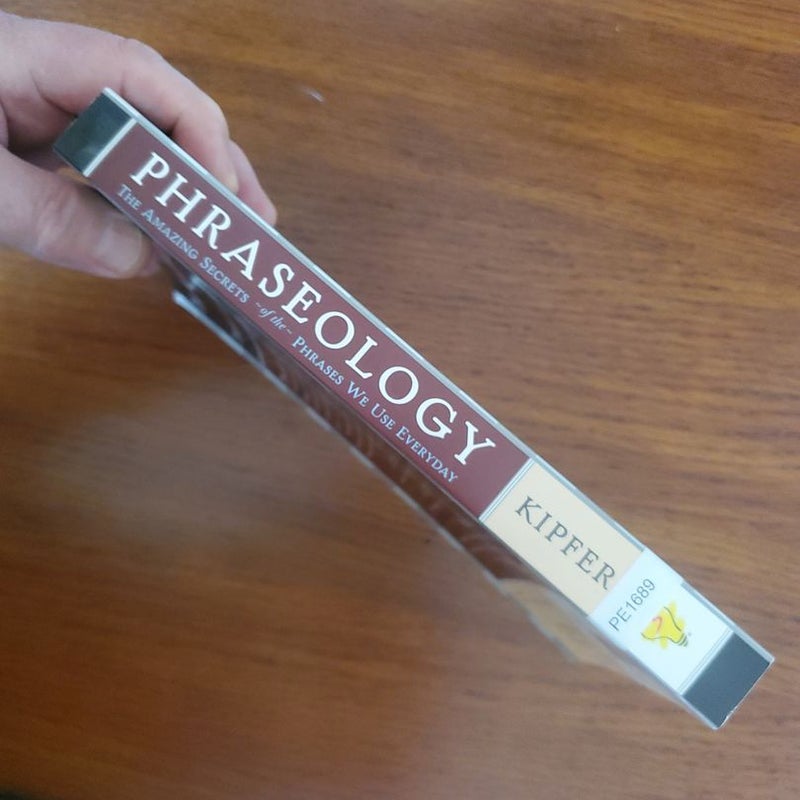 PHRASEOLOGY
THE AMAZING SECRETS ~of the~ PHRASES WE USE EVERYDAY
KIPFER
PE1689